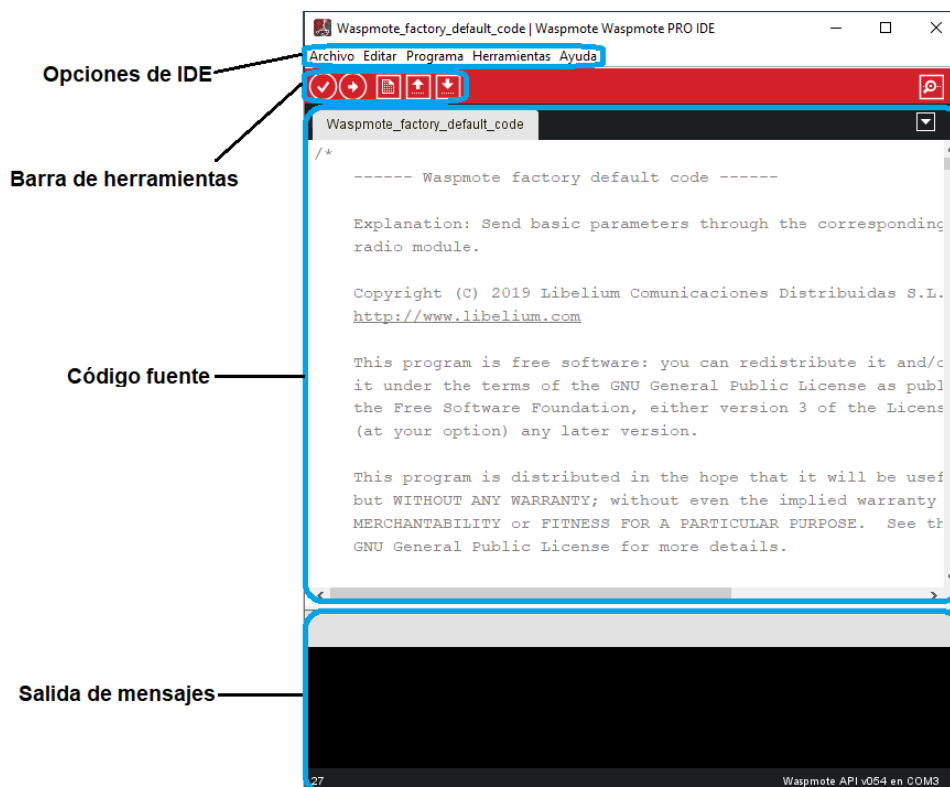 Waspmote_factory_default_code | Waspmote Waspmote PRO IDE
Archivo Editar Programa Herramientas Ayuda
Opciones de IDE
Waspmote_factory_default_code
Barra de herramientas
/*
------ Waspmote factory default code ------
Explanation: Send basic parameters through the corresponding
radio module.
Copyright (C) 2019 Libelium Comunicaciones Distribuidas S.L.
http://www.libelium.com
This program is free software: you can redistribute it and/o
it under the terms of the GNU General Public License as publ
Código fuente
the Free Software Foundation, either version 3 of the Licens
(at your option) any later version.
This program is distributed in the hope that it will be usef
but WITHOUT ANY WARRANTY; without even the implied warranty
MERCHANTABILITY or FITNESS FOR A PARTICULAR PURPOSE. See th
GNU General Public License for more details.
Salida de mensajes
27
Waspmote API v054 en COM3